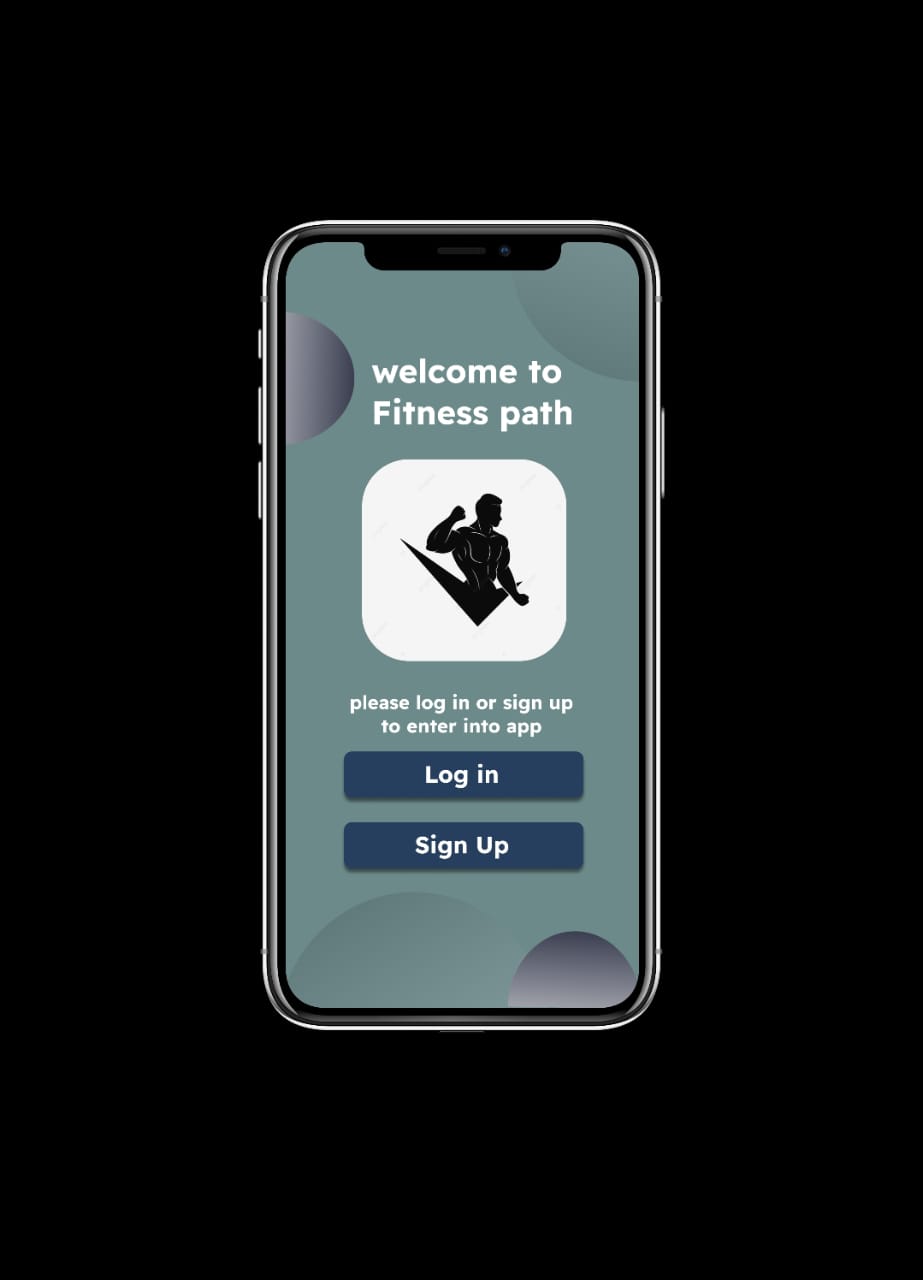 welcome to
Fitness path
please log in or sign up
to enter into app
Log in
Sign Up